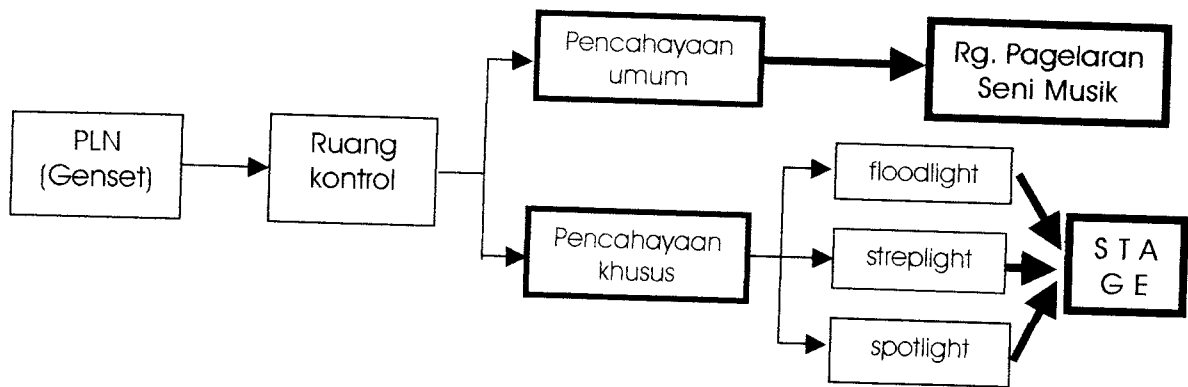 PLN
(Genset)
Ruang
kontrol
Pencahayaan
umum
Rg. Pagelaran
Seni Musik
Pencahayaan
khusus
floodlight
streplight
spotlight
S T A
G E